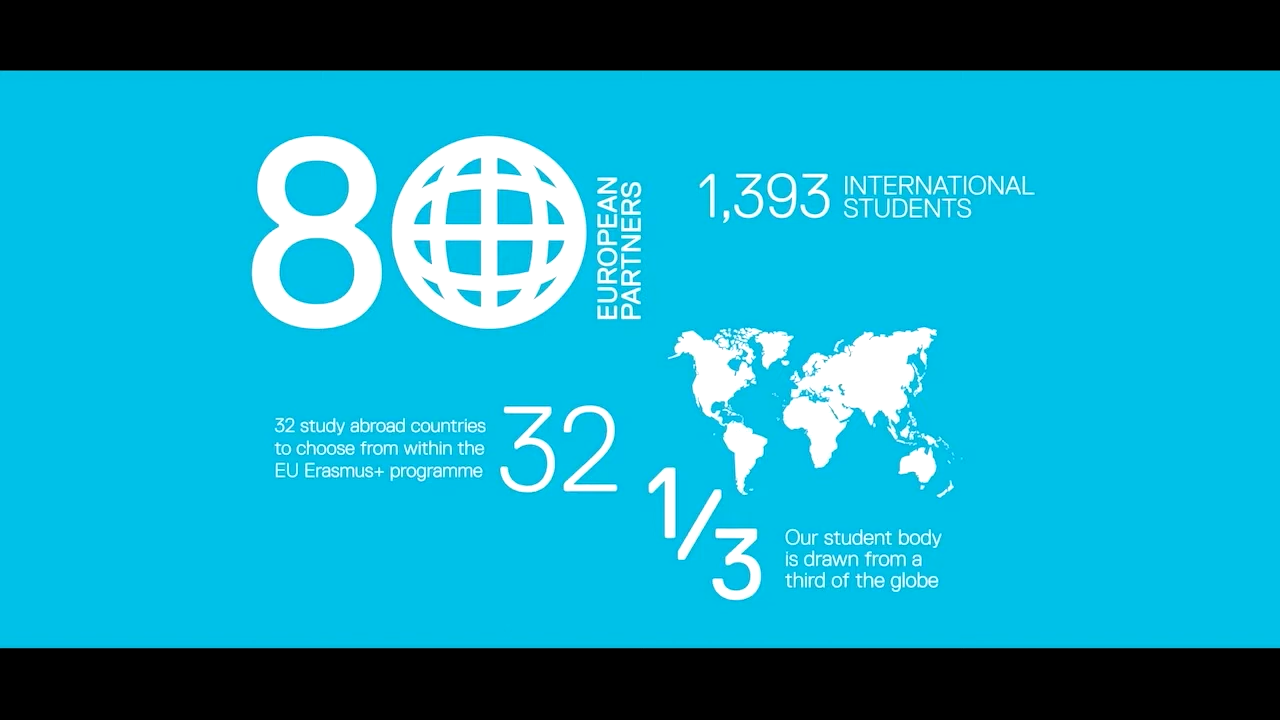 80
EUROPEAN
PARTNERS
1,393
INTERNATIONAL
STUDENTS
32 study abroad countries
to choose from within the
EU Erasmus+ programme
32
1/3
Our student body
is drawn from a
third of the globe